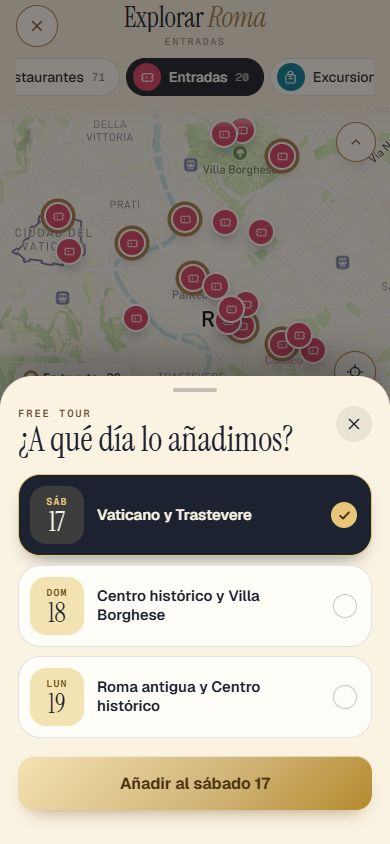 Explorar Roma
ENTRADAS
staurantes 71
Entradas 20
Excursion
DELLA
VITTORIA
Villa Borghese
Via N
PRATI
CIUDAD DEL
VATIC
R
TRASTEVERE
FREE TOUR
¿A qué día lo añadimos?
SÁB
17
Vaticano y Trastevere
DOM
18
Centro histórico y Villa
Borghese
LUN
19
Roma antigua y Centro
histórico
Añadir al sábado 17